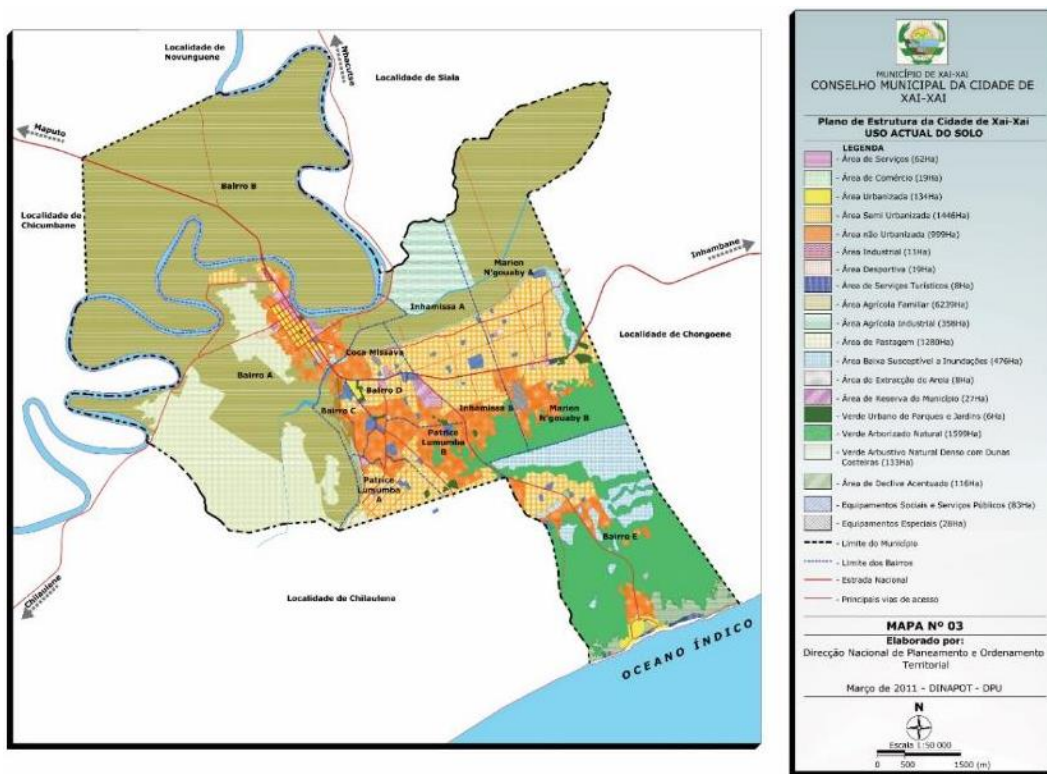 Localidade de
Novunguene
Nbacutse
Localidade de Siala
Maputo
Bairro B
Localidade de
Chicumbane
Marien
N'gouaby A
Inhambane
Inhamissa A
Localidade de Chongoene
Coca Missava
Bairro A
Bairro D
Bairro C
Inhamissa B
Marien
N'gouaby B
Patrice
Lumumba
B
Patrice
Lumumba
A
Bairro E
Chilaulene
Localidade de Chilaulene
OCEANO ÍNDICO
MUNICÍPIO DE XAI-XAI
CONSELHO MUNICIPAL DA CIDADE DE
XAI-XAI
Plano de Estrutura da Cidade de Xai-Xai
USO ACTUAL DO SOLO
LEGENDA
- Área de Serviços (62Ha)
- Área de Comércio (19Ha)
- Área Urbanizada (134Ha)
- Área Semi Urbanizada (1446Ha)
- Área não Urbanizada (999Ha)
- Área Industrial (11Ha)
- Área Desportiva (19Ha)
- Área de Serviços Turísticos (8Ha)
- Área Agrícola Familiar (6239Ha)
- Área Agrícola Industrial (358Ha)
- Área de Pastagem (1280Ha)
- Área Baixa Susceptível a Inundações (476Ha)
- Área de Extracção de Areia (8Ha)
- Área de Reserva do Município (27Ha)
- Verde Urbano de Parques e Jardins (6Ha)
- Verde Arborizado Natural (1599Ha)
- Verde Arbustivo Natural Denso com Dunas
Costeiras (133Ha)
- Área de Declive Acentuado (116Ha)
- Equipamentos Sociais e Serviços Públicos (83Ha)
- Equipamentos Especiais (28Ha)
- Limite do Município
- Limite dos Bairros
- Estrada Nacional
- Principais vias de acesso
MAPA Nº 03
Elaborado por:
Direcção Nacional de Planeamento e Ordenamento
Territorial
Março de 2011 - DINAPOT - DPU
N
Escala 1:50 000
0 500 1500 (m)